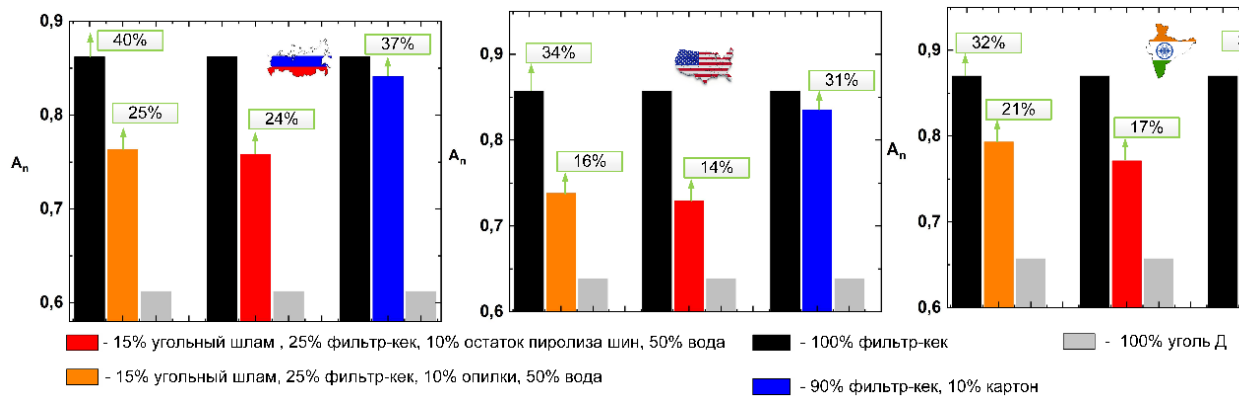 0,9
0,8
0,7
0,6
Aₙ
40%
25%
24%
37%
0,9
0,8
0,7
0,6
Aₙ
34%
16%
14%
31%
0,9
0,8
0,7
0,6
Aₙ
32%
21%
17%
- 15% угольный шлам , 25% фильтр-кек, 10% остаток пиролиза шин, 50% вода
- 100% фильтр-кек
- 100% уголь Д
- 15% угольный шлам, 25% фильтр-кек, 10% опилки, 50% вода
- 90% фильтр-кек, 10% картон